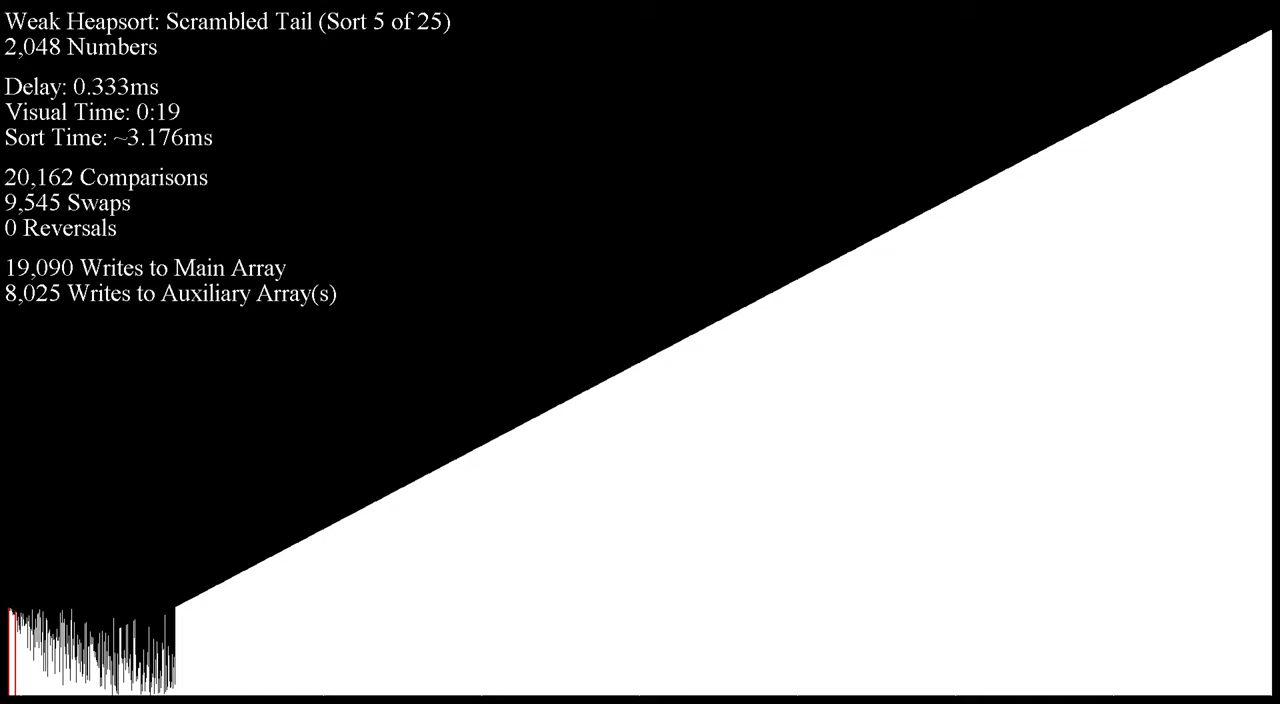 Weak Heapsort: Scrambled Tail (Sort 5 of 25)
2,048 Numbers
Delay: 0.333ms
Visual Time: 0:19
Sort Time: ~3.176ms
20,162 Comparisons
9,545 Swaps
0 Reversals
19,090 Writes to Main Array
8,025 Writes to Auxiliary Array(s)